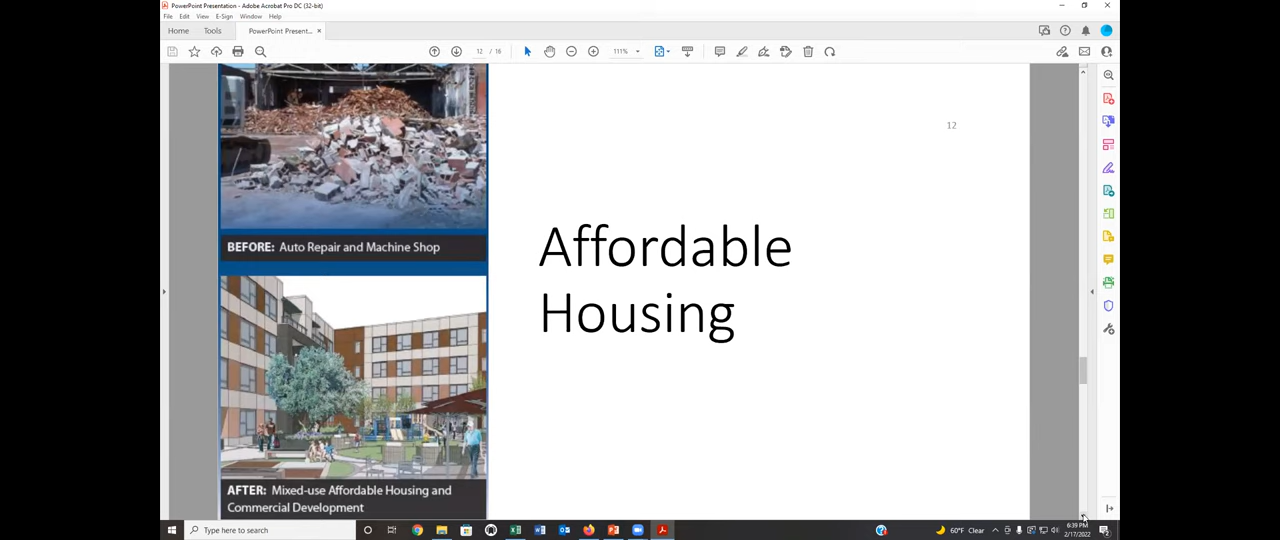 PowerPoint Presentation - Adobe Acrobat Pro DC (32-bit)
File Edit View E-Sign Window Help
Home Tools PowerPoint Present... ×
12 / 16 111%
12
BEFORE: Auto Repair and Machine Shop
Affordable
Housing
AFTER: Mixed-use Affordable Housing and
Commercial Development
Type here to search
60°F Clear
6:39 PM
2/17/2022